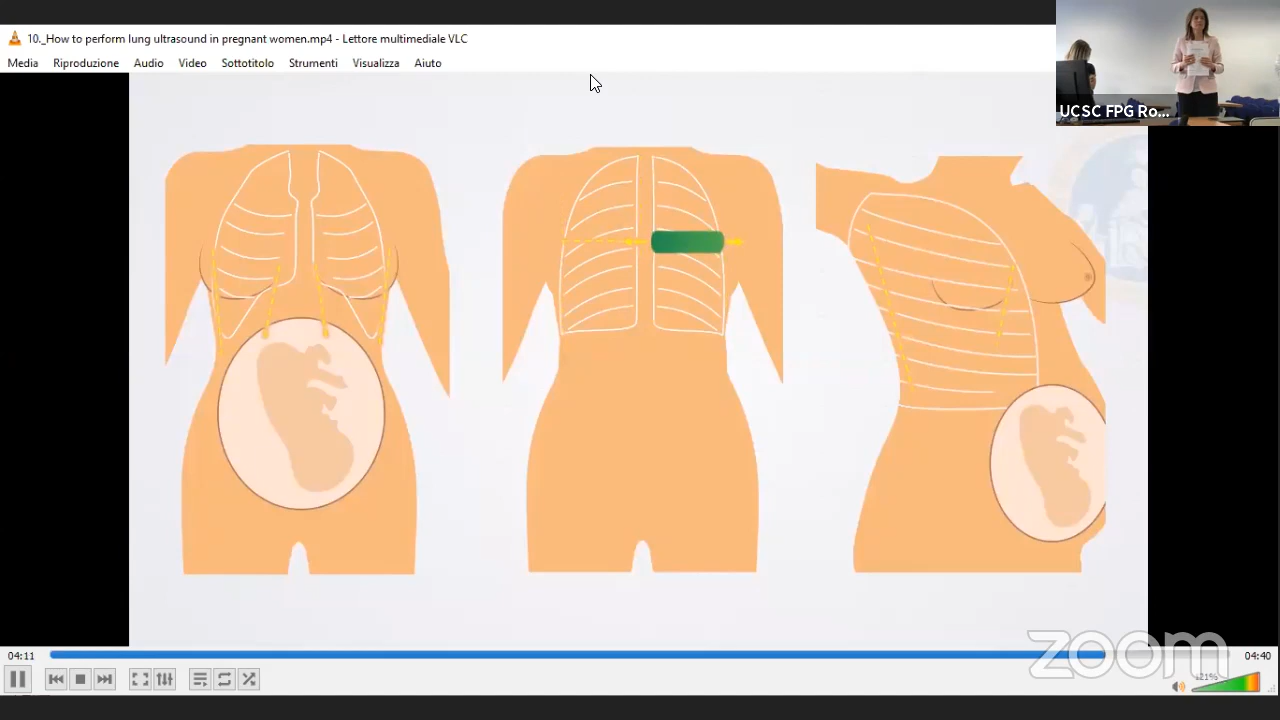 10._How to perform lung ultrasound in pregnant women.mp4 - Lettore multimediale VLC
Media Riproduzione Audio Video Sottotitolo Strumenti Visualizza Aiuto
UCSC FPG Ro...
04:11
04:40
zoom
121%